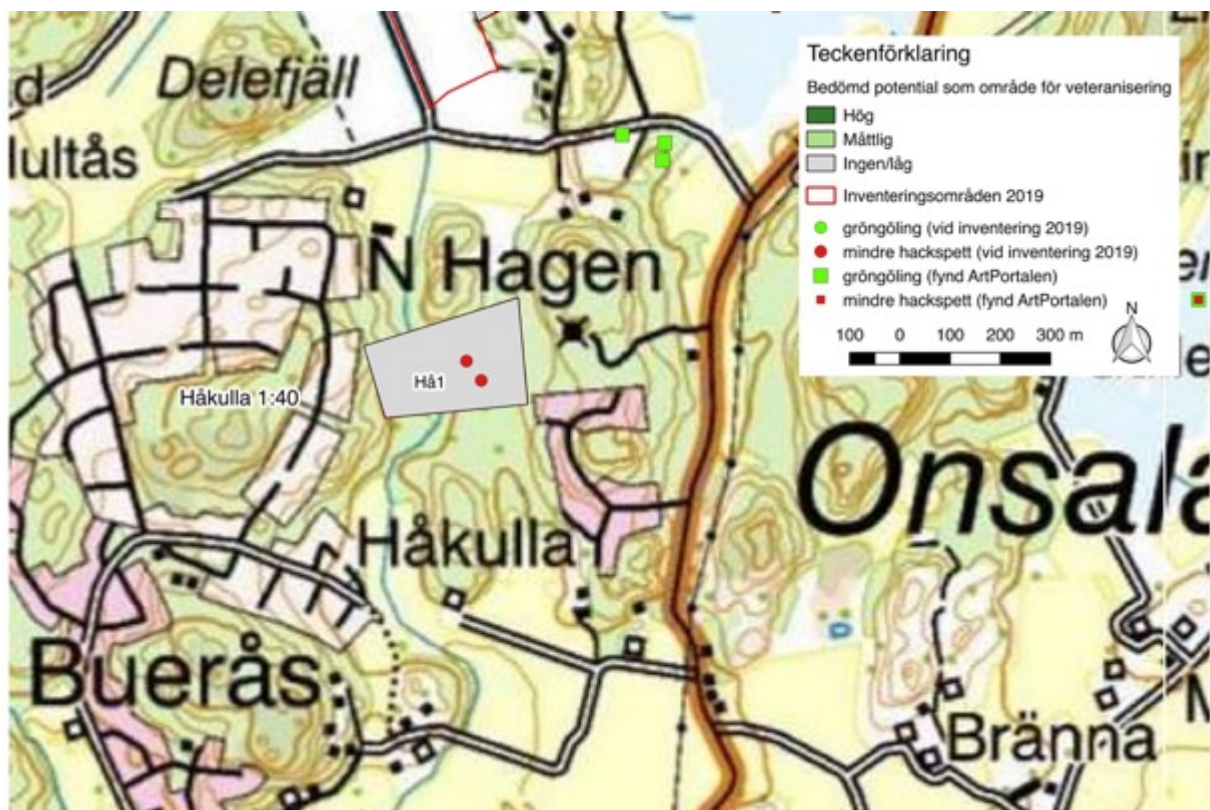 Delefjäll
d
lultås
N Hagen
Hå1
Håkulla 1:40
Håkulla
Buerås
Onsala
Bränna
M
Teckenförklaring
Bedömd potential som område för veteranisering
Hög
Måttlig
Ingen/låg
Inventeringsområden 2019
gröngöling (vid inventering 2019)
mindre hackspett (vid inventering 2019)
gröngöling (fynd ArtPortalen)
mindre hackspett (fynd ArtPortalen)
N
100 0 100 200 300 m